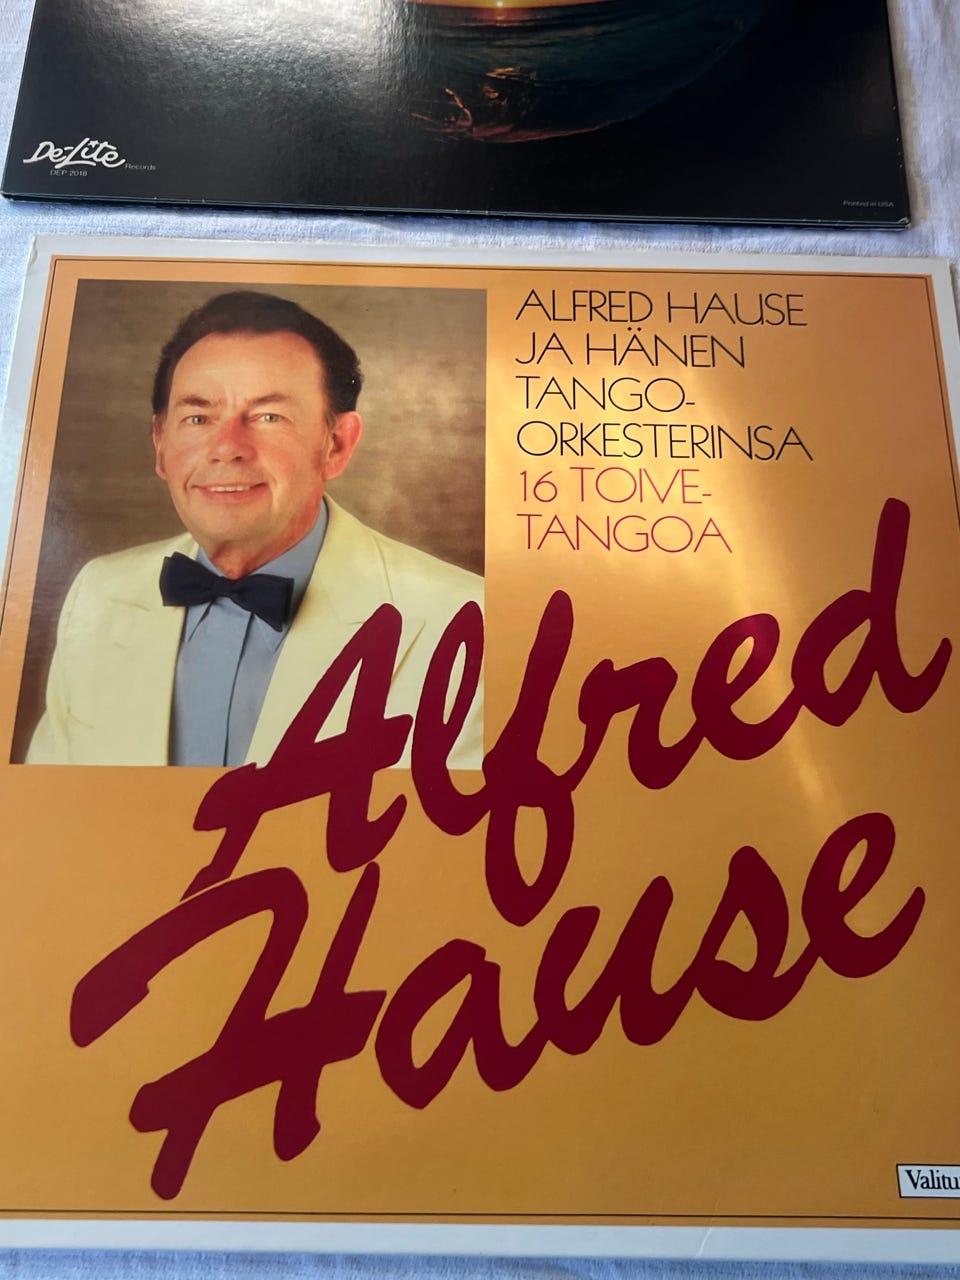 De-Lite Records
DEP 2018
Printed in USA
ALFRED HAUSE
JA HÄNEN
TANGO-
ORKESTERINSA
16 TOIVE-
TANGOA
Alfred
Hause
Valitu